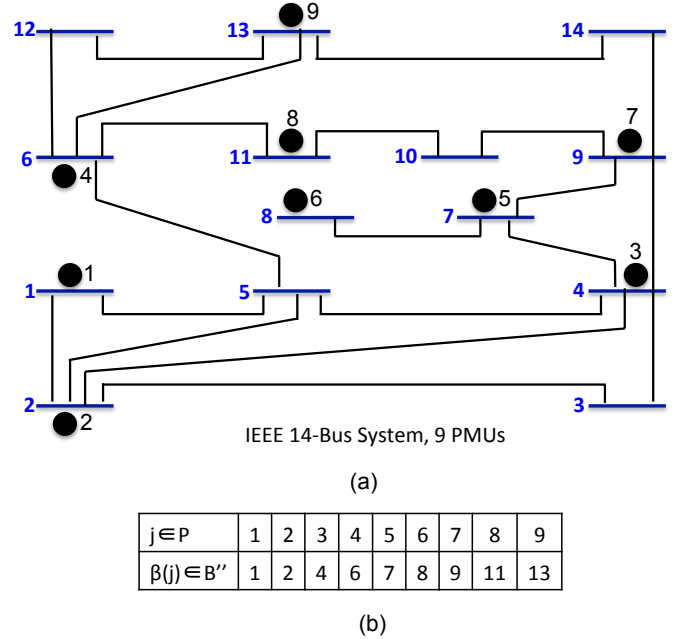 12 13 9 14
6 4 11 8 10 9 7
8 6 7 5
1 1 5 4 3
2 2 3
IEEE 14-Bus System, 9 PMUs
(a)
j∈P 1 2 3 4 5 6 7 8 9
β(j)∈B’’ 1 2 4 6 7 8 9 11 13
(b)